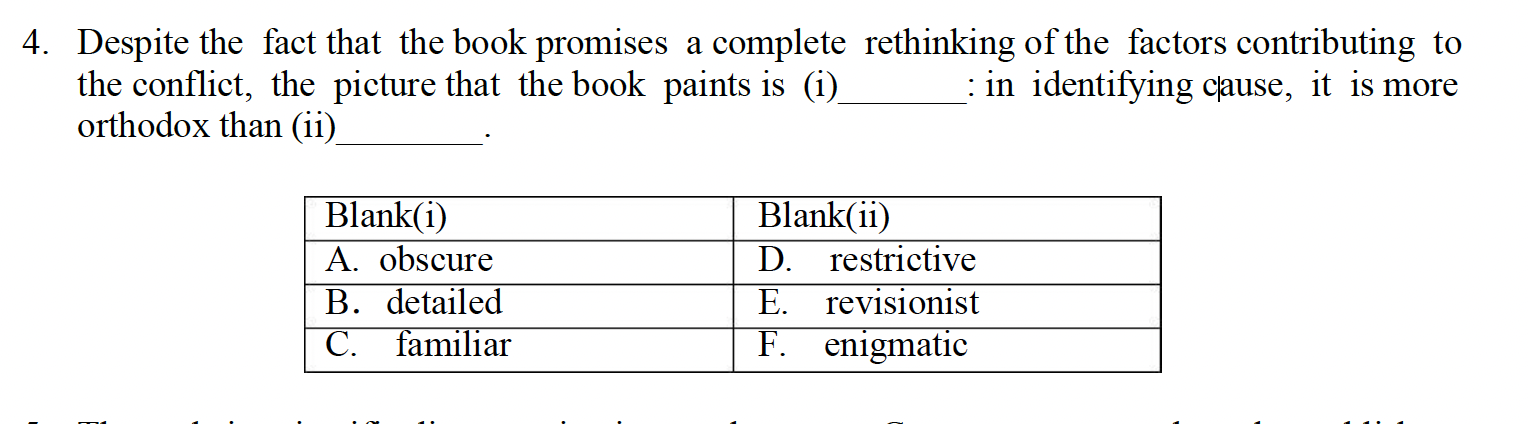 4. Despite the fact that the book promises a complete rethinking of the factors contributing to
the conflict, the picture that the book paints is (i)_______: in identifying cause, it is more
orthodox than (ii)________.
Blank(i) Blank(ii)
A. obscure D. restrictive
B. detailed E. revisionist
C. familiar F. enigmatic